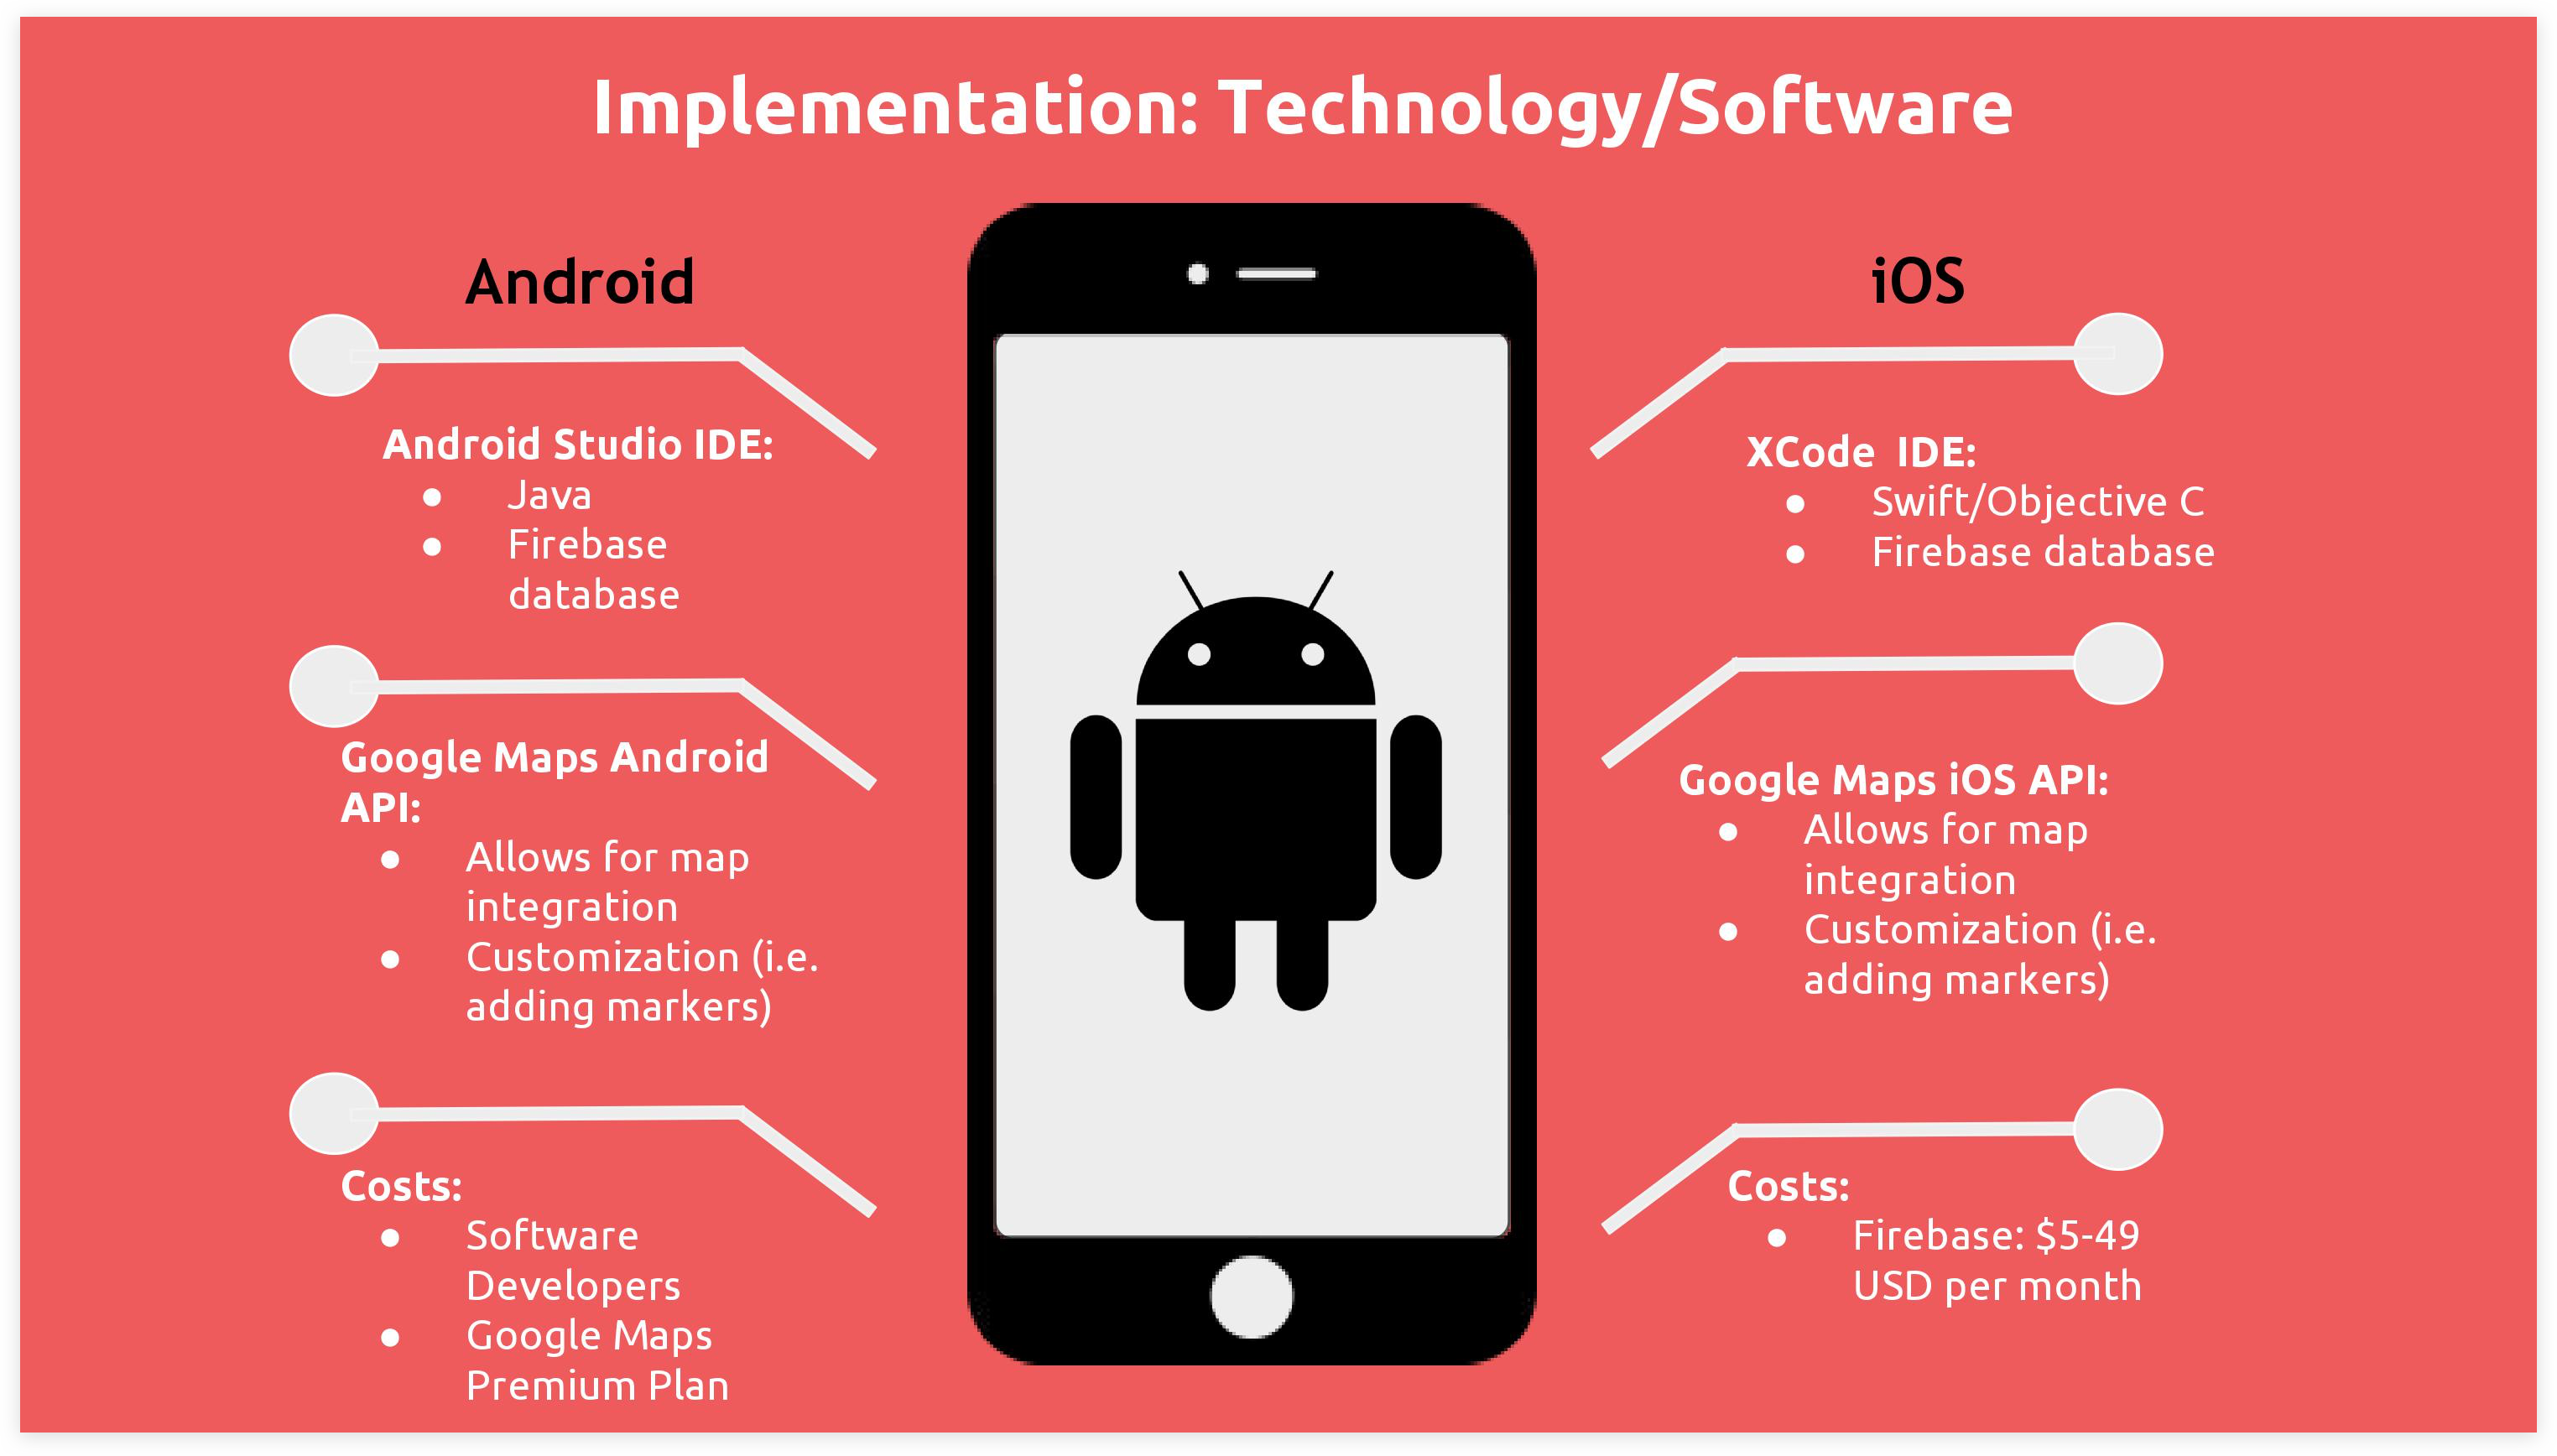 Implementation: Technology/Software
Android
Android Studio IDE:
● Java
● Firebase
database
Google Maps Android
API:
● Allows for map
integration
● Customization (i.e.
adding markers)
Costs:
● Software
Developers
● Google Maps
Premium Plan
iOS
XCode  IDE:
● Swift/Objective C
● Firebase database
Google Maps iOS API:
● Allows for map
integration
● Customization (i.e.
adding markers)
Costs:
● Firebase: $5-49
USD per month